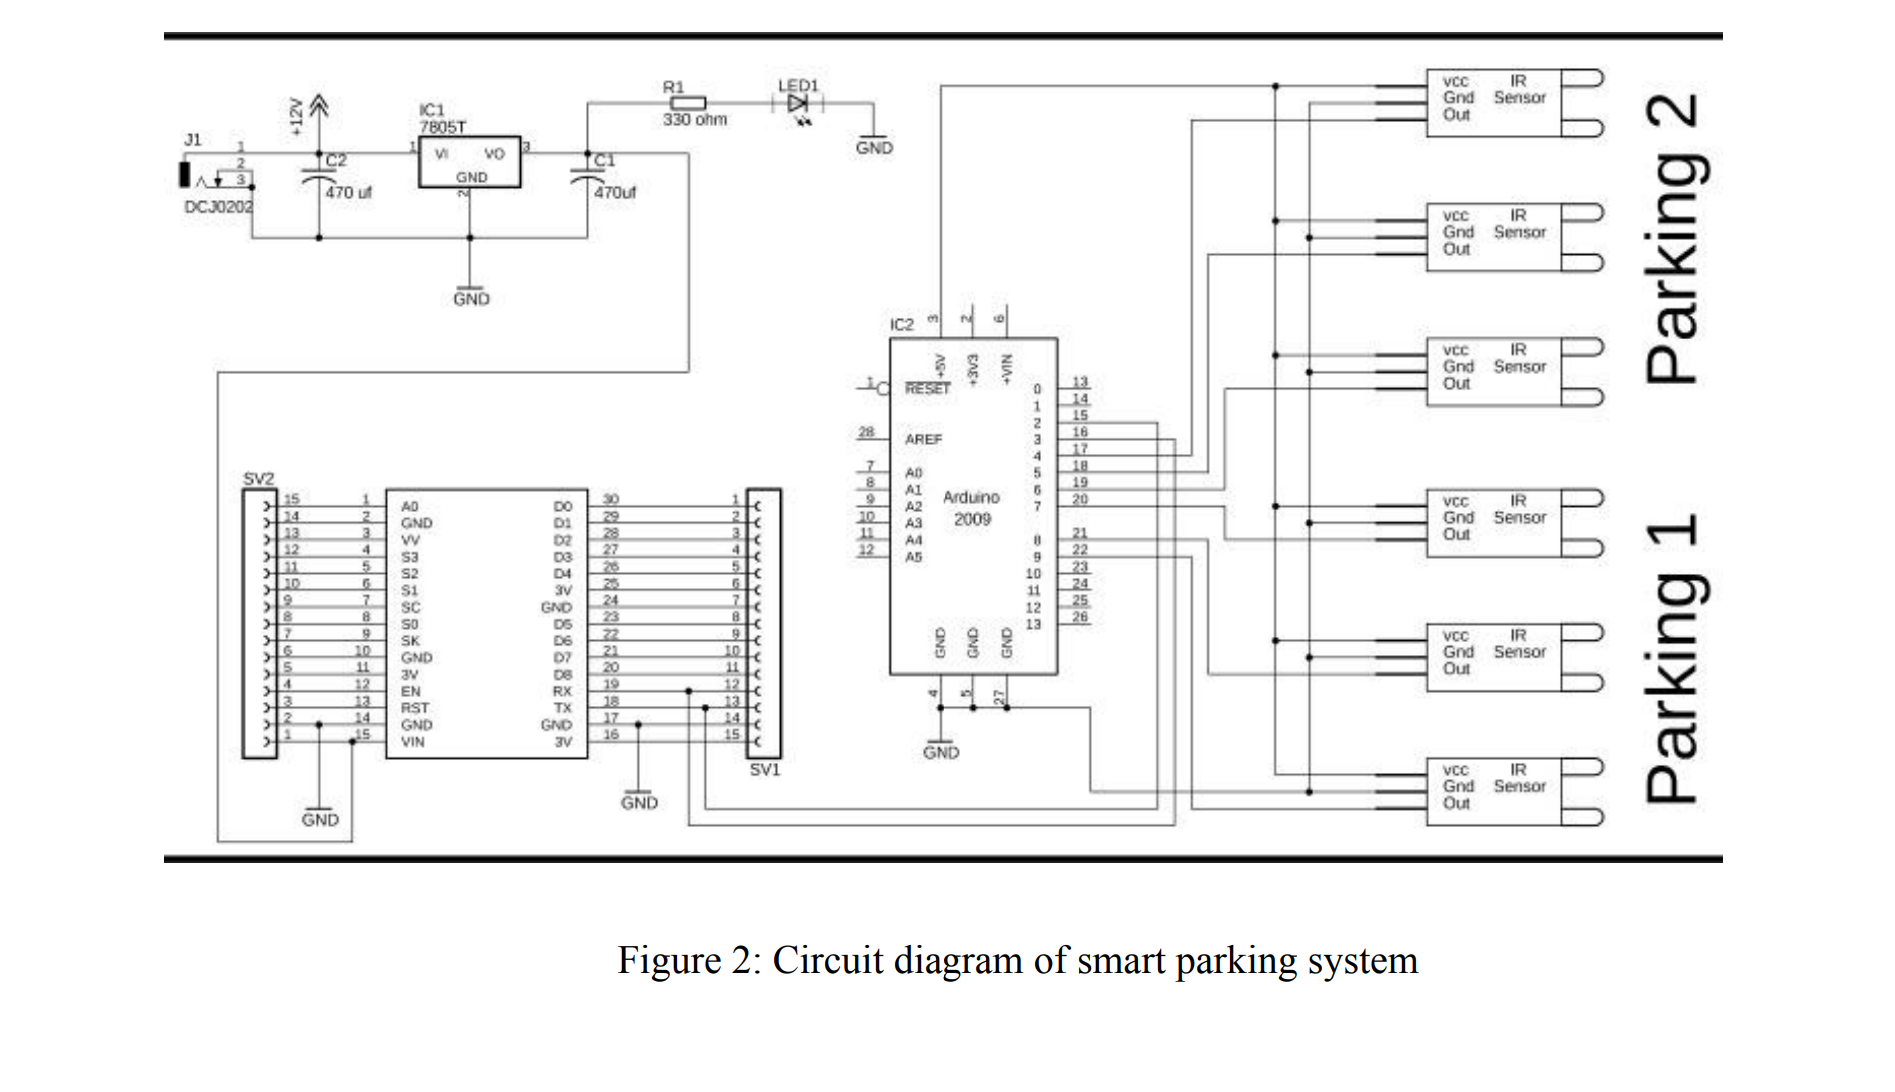 J1
1
2
3
DCJ0202
+12V
C2
470 uf
IC1
7805T
1
VI
VO
3
GND
2
GND
R1
330 ohm
LED1
GND
C1
470uf
SV2
15 1 A0
14 2 GND
13 3 VV
12 4 S3
11 5 S2
10 6 S1
9 7 SC
8 8 S0
7 9 SK
6 10 GND
5 11 3V
4 12 EN
3 13 RST
2 14 GND
1 15 VIN
GND
D0 30 1
D1 29 2
D2 28 3
D3 27 4
D4 26 5
3V 25 6
GND 24 7
D5 23 8
D6 22 9
D7 21 10
D8 20 11
RX 19 12
TX 18 13
GND 17 14
3V 16 15
SV1
GND
IC2
3 2 6
+5V +3V3 +VIN
1 RESET
28 AREF
7 A0
8 A1
9 A2
10 A3
11 A4
12 A5
Arduino
2009
0 13
1 14
2 15
3 16
4 17
5 18
6 19
7 20
8 21
9 22
10 23
11 24
12 25
13 26
GND GND GND
4 5 27
GND
vcc IR
Gnd Sensor
Out
vcc IR
Gnd Sensor
Out
vcc IR
Gnd Sensor
Out
Parking 2
vcc IR
Gnd Sensor
Out
vcc IR
Gnd Sensor
Out
vcc IR
Gnd Sensor
Out
Parking 1
Figure 2: Circuit diagram of smart parking system